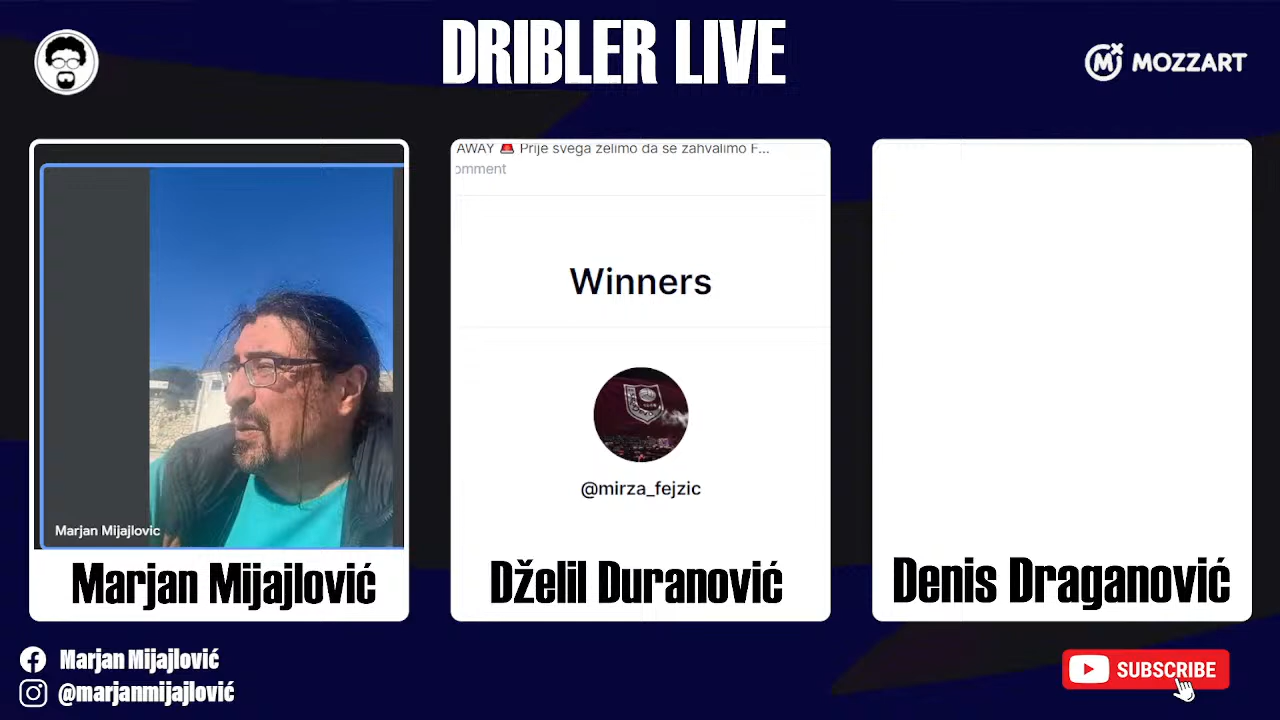 DRIBLER LIVE
MOZZART
AWAY 🚨 Prije svega želimo da se zahvalimo F...
omment
Winners
@mirza_fejzic
Marjan Mijajlovic
Marjan Mijajlović
Dželil Duranović
Denis Draganović
Marjan Mijajlović
@marjanmijajlović
SUBSCRIBE